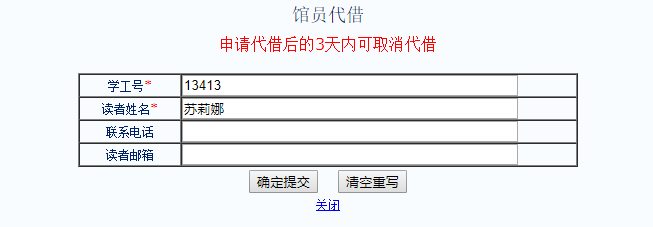 馆员代借
申请代借后的3天内可取消代借
学工号* 13413
读者姓名* 苏莉娜
联系电话
读者邮箱
确定提交 清空重写
关闭